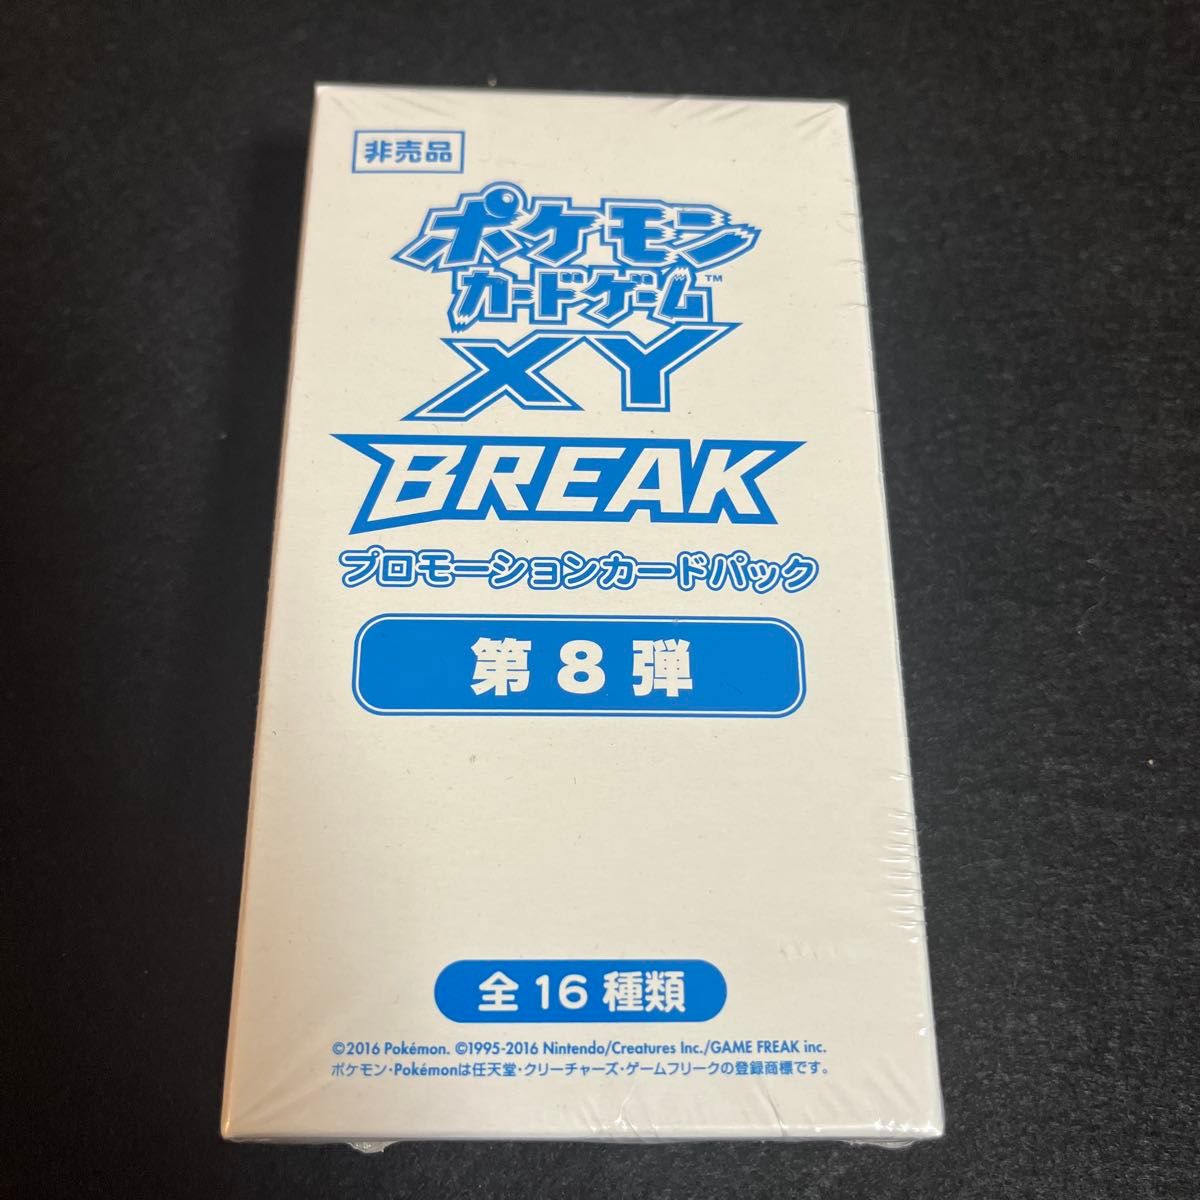 非売品
ポケモン
カードゲーム™
XY
BREAK
プロモーションカードパック
第8弾
全16種類
©2016 Pokémon. ©1995-2016 Nintendo/Creatures Inc./GAME FREAK inc.
ポケモン・Pokémonは任天堂・クリーチャーズ・ゲームフリークの登録商標です。